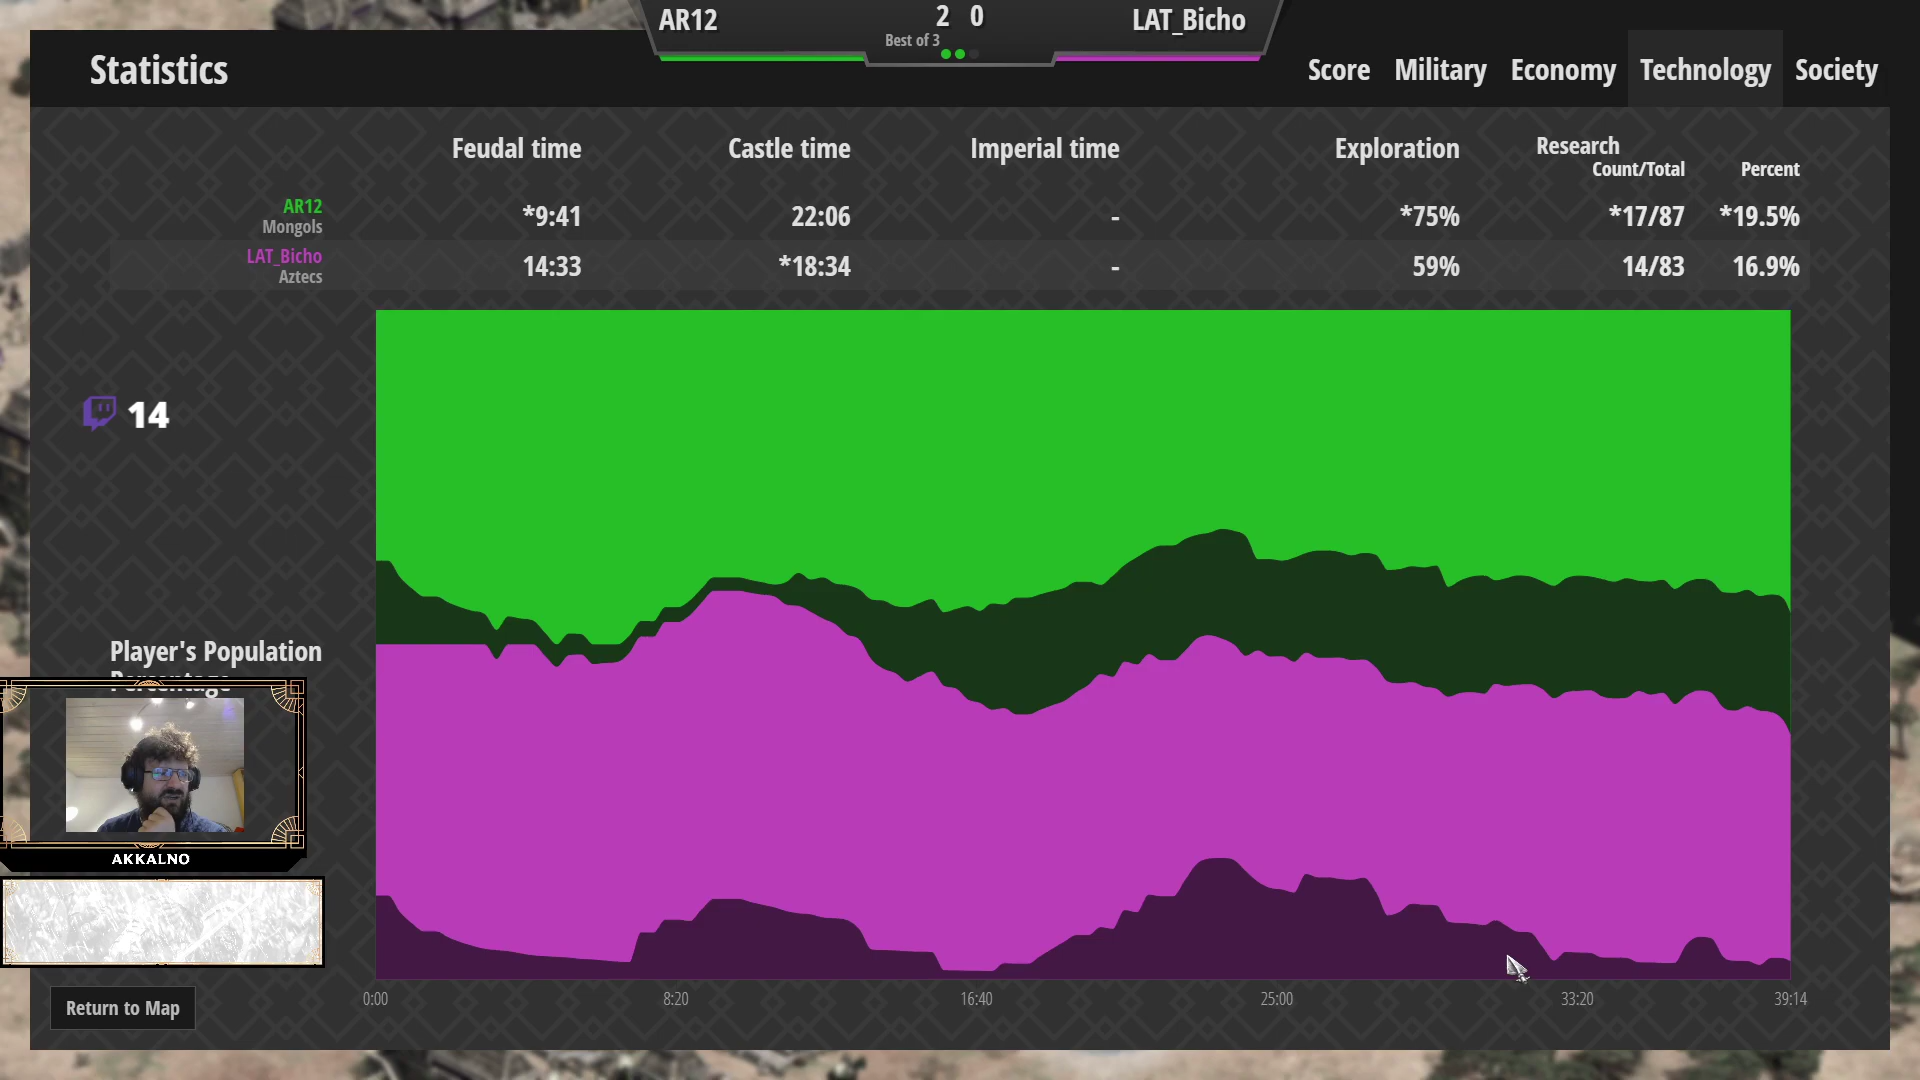 AR12
2 0
LAT_Bicho
Best of 3
Statistics
Score Military Economy Technology Society
Feudal time Castle time Imperial time Exploration Research Count/Total Percent
AR12 *9:41 22:06 - *75% *17/87 *19.5%
Mongols
LAT_Bicho 14:33 *18:34 - 59% 14/83 16.9%
Aztecs
14
Player's Population
Percentage
AKKALNO
Return to Map
0:00 8:20 16:40 25:00 33:20 39:14